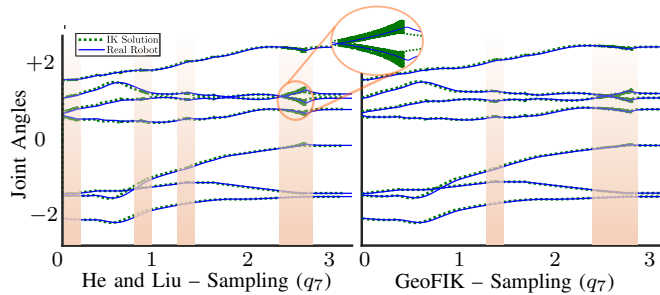 IK Solution
Real Robot
Joint Angles
+2
0
−2
0 1 2 3
0 1 2 3
He and Liu – Sampling (q7)
GeoFIK – Sampling (q7)